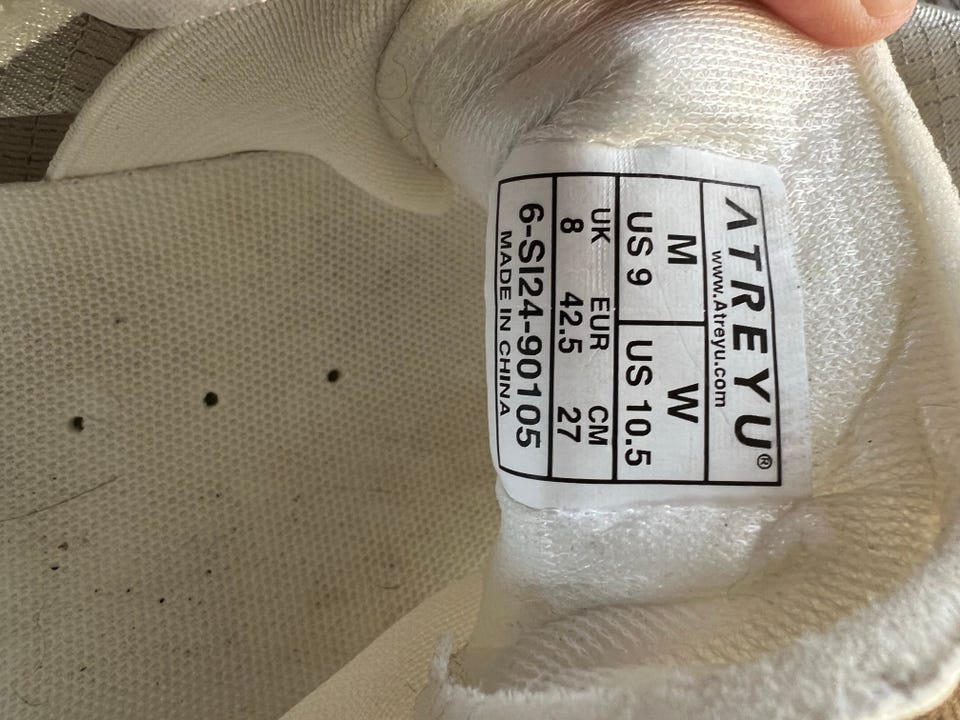 ATREYU®
www.Atreyu.com
M W
US 9 US 10.5
UK EUR CM
8 42.5 27
6-SI24-90105
MADE IN CHINA